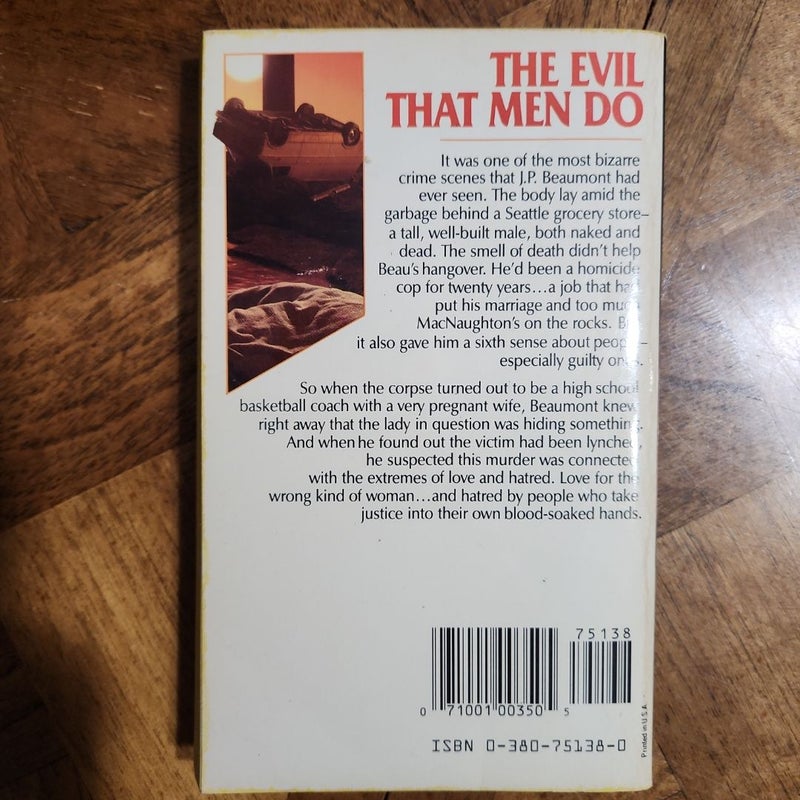 THE EVIL
THAT MEN DO
It was one of the most bizarre
crime scenes that J.P. Beaumont had
ever seen. The body lay amid the
garbage behind a Seattle grocery store–
a tall, well-built male, both naked and
dead. The smell of death didn't help
Beau's hangover. He'd been a homicide
cop for twenty years...a job that had
put his marriage and too much
MacNaughton's on the rocks. But
it also gave him a sixth sense about people–
especially guilty ones.
So when the corpse turned out to be a high school
basketball coach with a very pregnant wife, Beaumont knew
right away that the lady in question was hiding something.
And when he found out the victim had been lynched,
he suspected this murder was connected
with the extremes of love and hatred. Love for the
wrong kind of woman...and hatred by people who take
justice into their own blood-soaked hands.
75138
0 71001 00350 5
ISBN 0-380-75138-0
Printed in U.S.A.